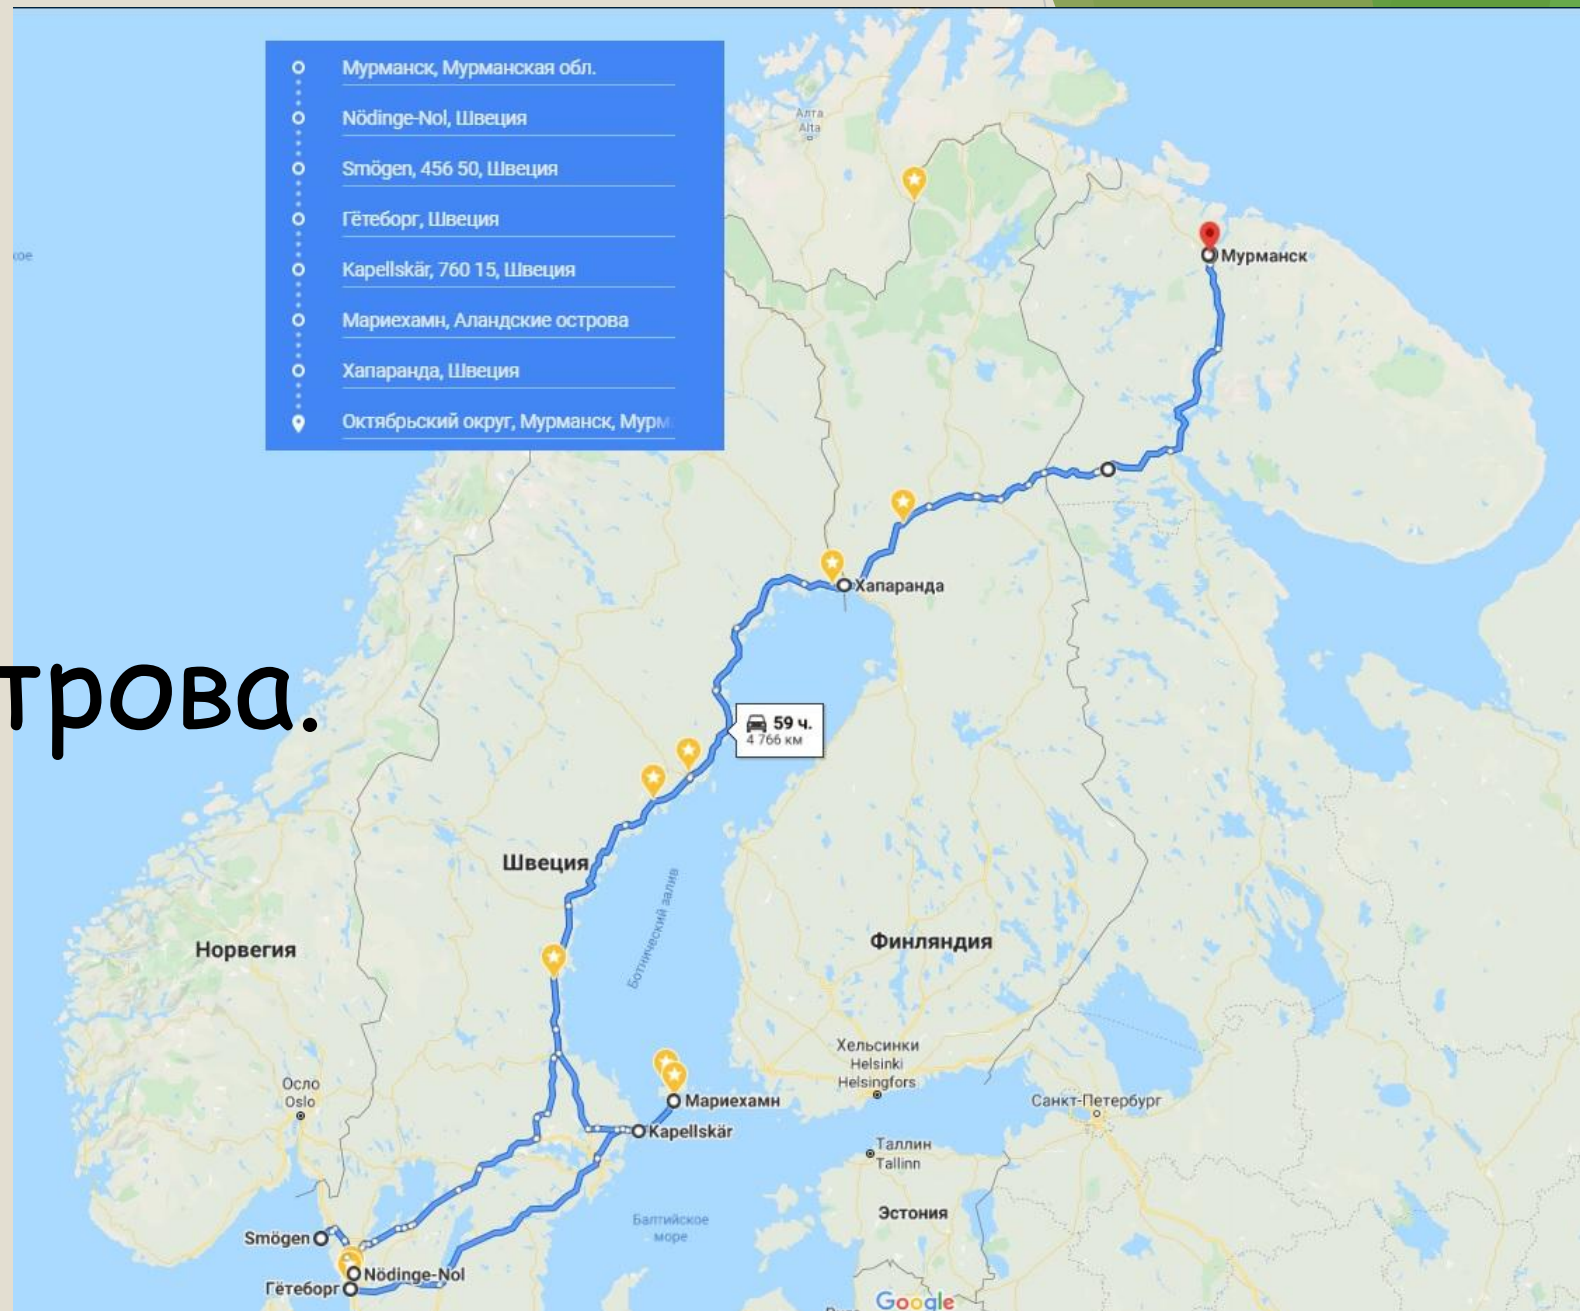 Мурманск, Мурманская обл.
Nödinge-Nol, Швеция
Smögen, 456 50, Швеция
Гётеборг, Швеция
Kapellskär, 760 15, Швеция
Мариехамн, Аландские острова
Хапаранда, Швеция
Октябрьский округ, Мурманск, Мурм
Алта
Alta
кое
Мурманск
Хапаранда
трова.
59 ч.
4 766 км
Швеция
Ботнический залив
Норвегия
Финляндия
Хельсинки
Helsinki
Helsingfors
Осло
Oslo
Санкт-Петербург
Мариехамн
Kapellskär
Таллин
Tallinn
Эстония
Балтийское
море
Smögen
Nödinge-Nol
Гётеборг
Google